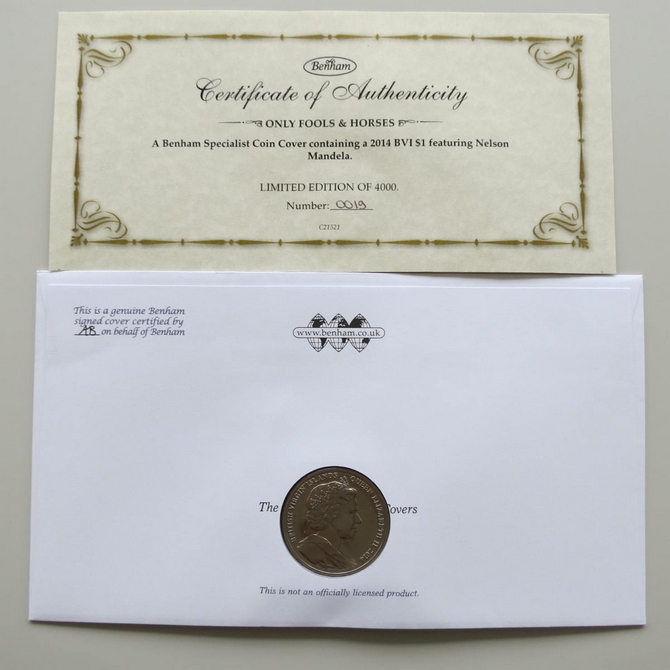 Benham
Certificate of Authenticity
ONLY FOOLS & HORSES
A Benham Specialist Coin Cover containing a 2014 BVI $1 featuring Nelson
Mandela.
LIMITED EDITION OF 4000.
Number: 0019
C21521
This is a genuine Benham
signed cover certified by
AB on behalf of Benham
www.benham.co.uk
BRITISH VIRGIN ISLANDS QUEEN ELIZABETH II
The overs
This is not an officially licensed product.